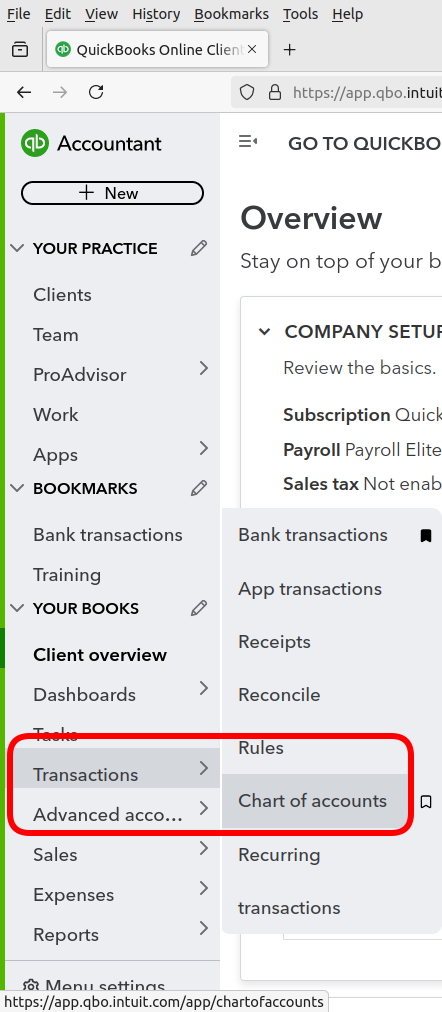 File Edit View History Bookmarks Tools Help
QuickBooks Online Clien
https://app.qbo.intuit
qb Accountant
GO TO QUICKBO
+ New
Overview
YOUR PRACTICE
Stay on top of your b
Clients
Team
COMPANY SETUP
ProAdvisor
Review the basics.
Work
Subscription Quick
Apps
Payroll Payroll Elite
BOOKMARKS
Sales tax Not enab
Bank transactions
Training
YOUR BOOKS
Client overview
Dashboards
Tasks
Transactions
Advanced acco...
Sales
Expenses
Reports
Menu settings
Bank transactions
App transactions
Receipts
Reconcile
Rules
Chart of accounts
Recurring
transactions
https://app.qbo.intuit.com/app/chartofaccounts